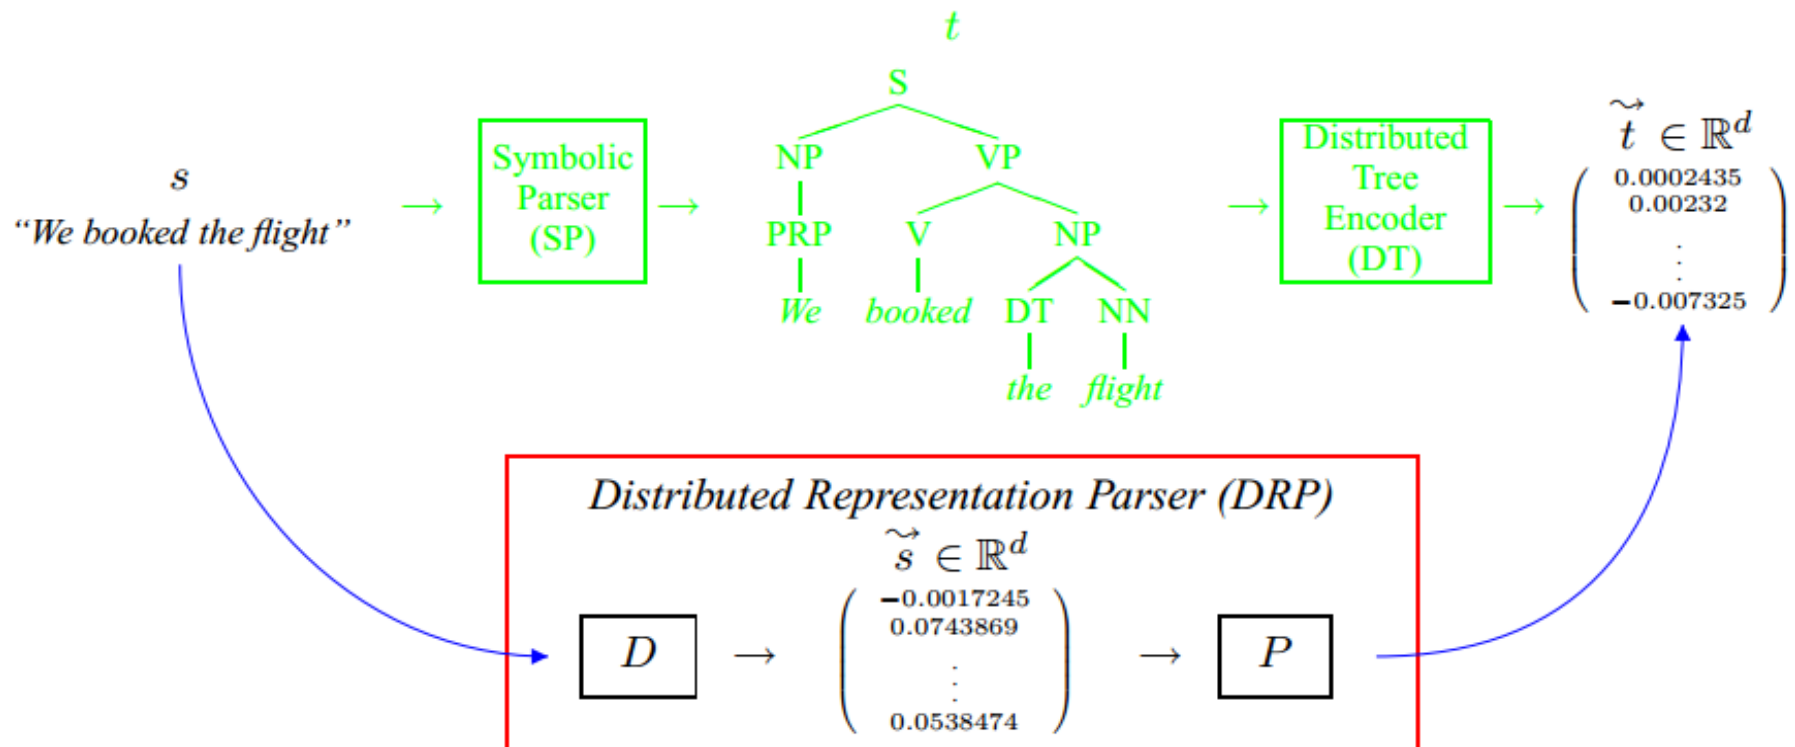 t
S
NP VP
PRP V NP
We booked DT NN
the flight
s
“We booked the flight”
→
Symbolic
Parser
(SP)
→
→
Distributed
Tree
Encoder
(DT)
→
t ∈ ℝ^d
0.0002435
0.00232
⋮
−0.007325
Distributed Representation Parser (DRP)
s ∈ ℝ^d
D
→
−0.0017245
0.0743869
⋮
0.0538474
→
P